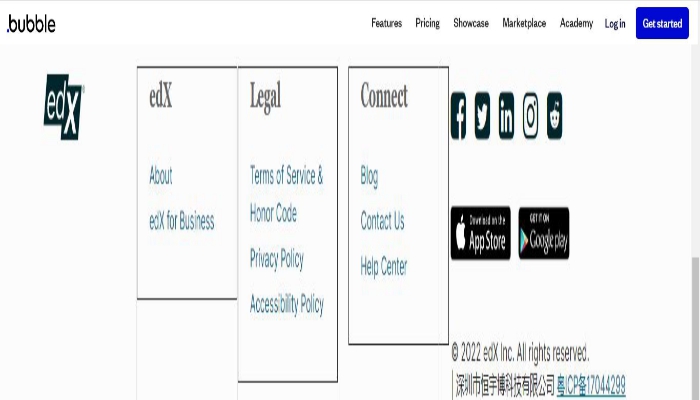 .bubble
Features Pricing Showcase Marketplace Academy Log in Get started
edX
edX
About
edX for Business
Legal
Terms of Service &
Honor Code
Privacy Policy
Accessibility Policy
Connect
Blog
Contact Us
Help Center
Download on the
App Store
GET IT ON
Google play
© 2022 edX Inc. All rights reserved.
|深圳市恒宇博科技有限公司 粤ICP备17044299